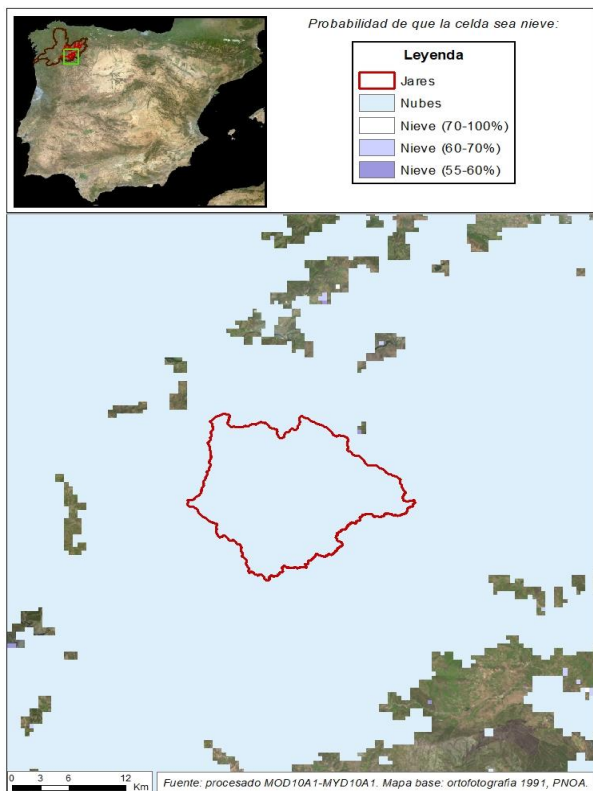 Probabilidad de que la celda sea nieve:
Leyenda
Jares
Nubes
Nieve (70-100%)
Nieve (60-70%)
Nieve (55-60%)
0 3 6 12
Km
Fuente: procesado MOD10A1-MYD10A1. Mapa base: ortofotografía 1991, PNOA.